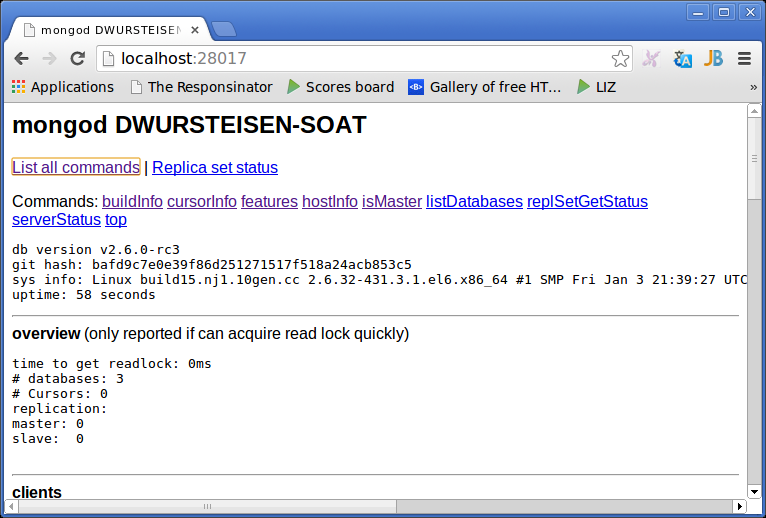 mongod DWURSTEISEN
localhost:28017
Applications The Responsinator Scores board Gallery of free HT... LIZ »
mongod DWURSTEISEN-SOAT
List all commands | Replica set status
Commands: buildInfo cursorInfo features hostInfo isMaster listDatabases replSetGetStatus
serverStatus top
db version v2.6.0-rc3
git hash: bafd9c7e0e39f86d251271517f518a24acb853c5
sys info: Linux build15.nj1.10gen.cc 2.6.32-431.3.1.el6.x86_64 #1 SMP Fri Jan 3 21:39:27 UTC
uptime: 58 seconds
overview (only reported if can acquire read lock quickly)
time to get readlock: 0ms
# databases: 3
# Cursors: 0
replication:
master: 0
slave:  0
clients